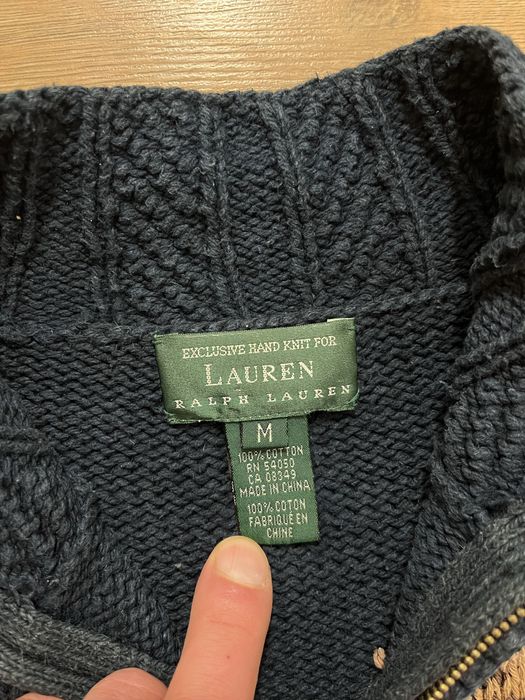 EXCLUSIVE HAND KNIT FOR
LAUREN
RALPH LAUREN
M
100% COTTON
RN 54050
CA 08349
MADE IN CHINA
100% COTON
FABRIQUÉ EN
CHINE